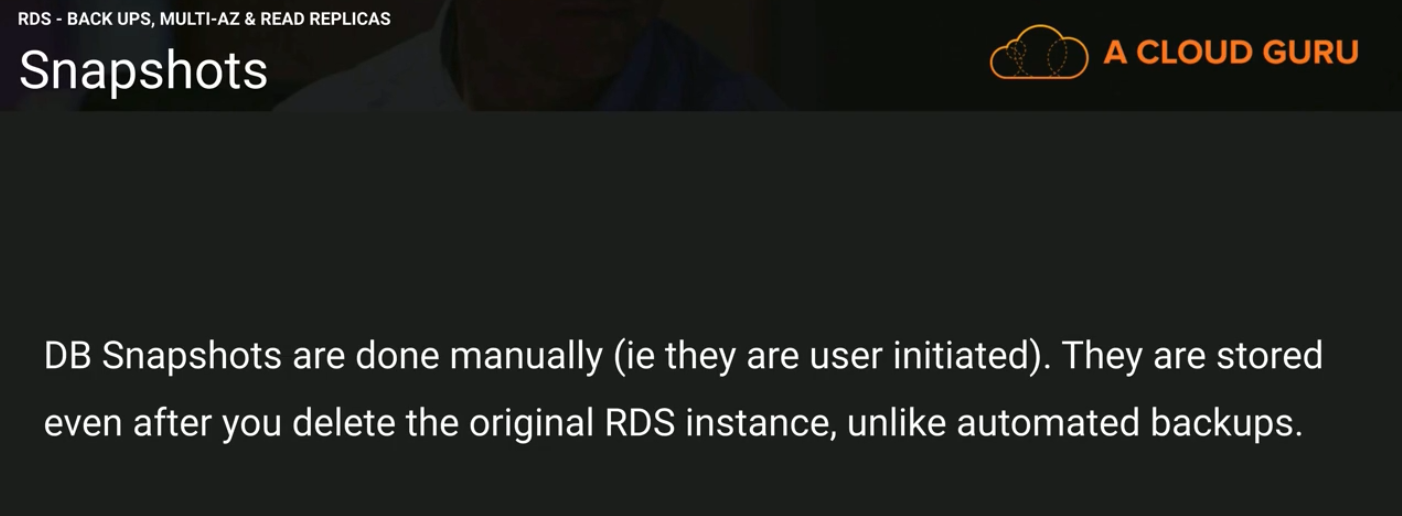 RDS - BACK UPS, MULTI-AZ & READ REPLICAS
Snapshots
A CLOUD GURU
DB Snapshots are done manually (ie they are user initiated). They are stored
even after you delete the original RDS instance, unlike automated backups.